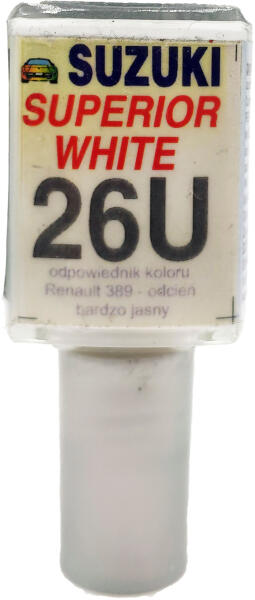 SUZUKI
SUPERIOR
WHITE
26U
odpowiednik koloru
Renault 389 - odcień
bardzo jasny